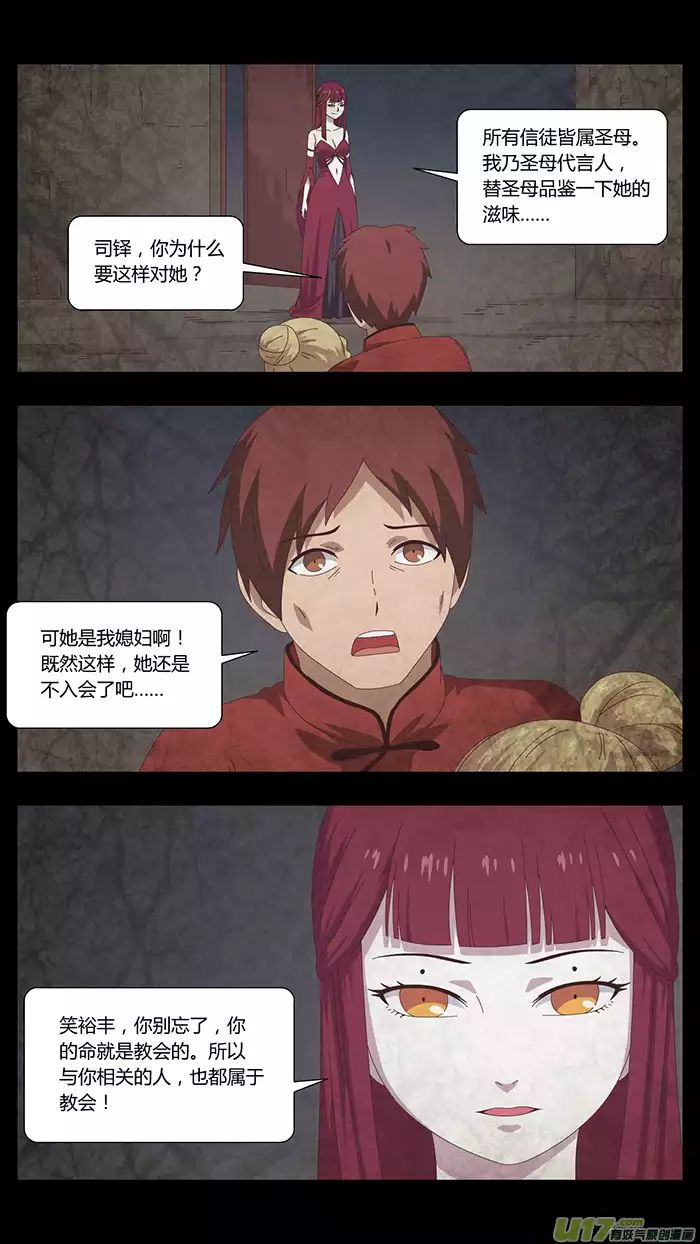 所有信徒皆属圣母。
我乃圣母代言人，
替圣母品鉴一下她的
滋味……
司铎，你为什么
要这样对她？
可她是我媳妇啊！
既然这样，她还是
不入会了吧……
笑裕丰，你别忘了，你
的命就是教会的。所以
与你相关的人，也都属于
教会！
U17.com
有妖气原创漫画